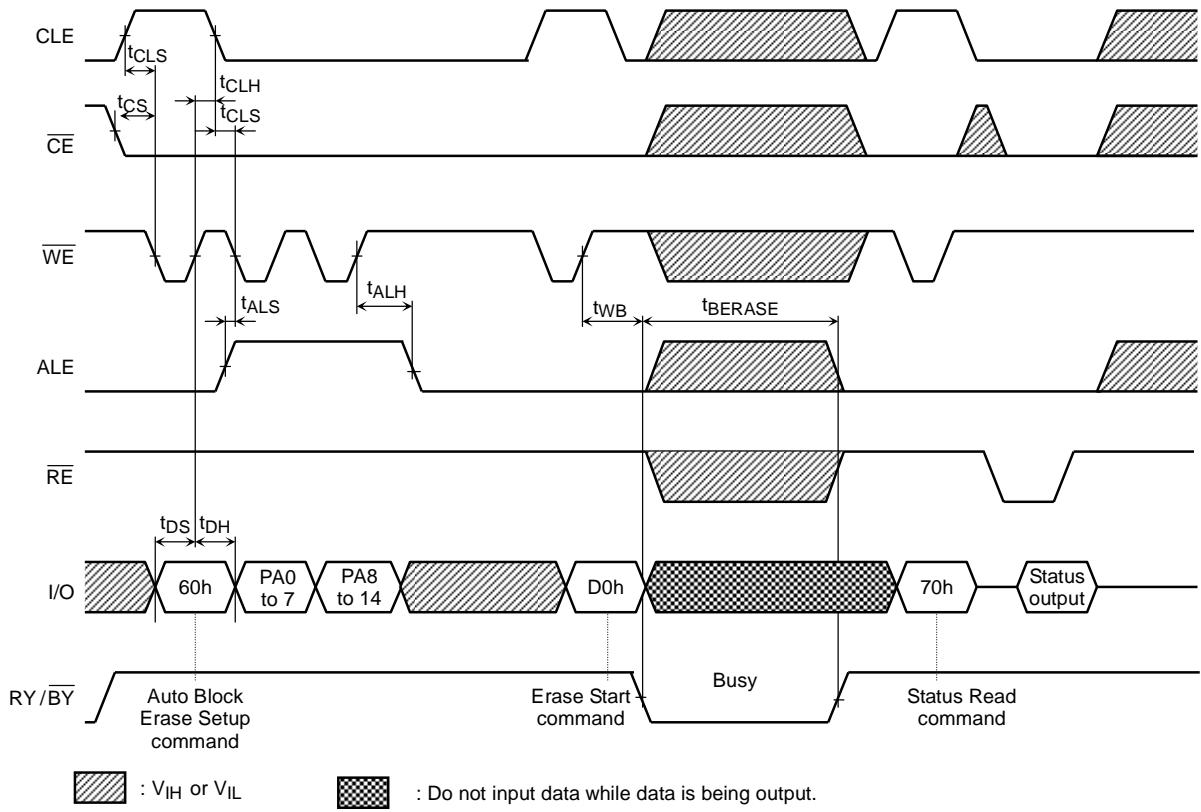 CLE
tCLS
tCLH
tCS
tCLS
CE
WE
tALS
tALH
tWB
tBERASE
ALE
RE
tDS
tDH
I/O
60h
PA0
to 7
PA8
to 14
D0h
70h
Status
output
RY/BY
Busy
Auto Block
Erase Setup
command
Erase Start
command
Status Read
command
: VIH or VIL
: Do not input data while data is being output.